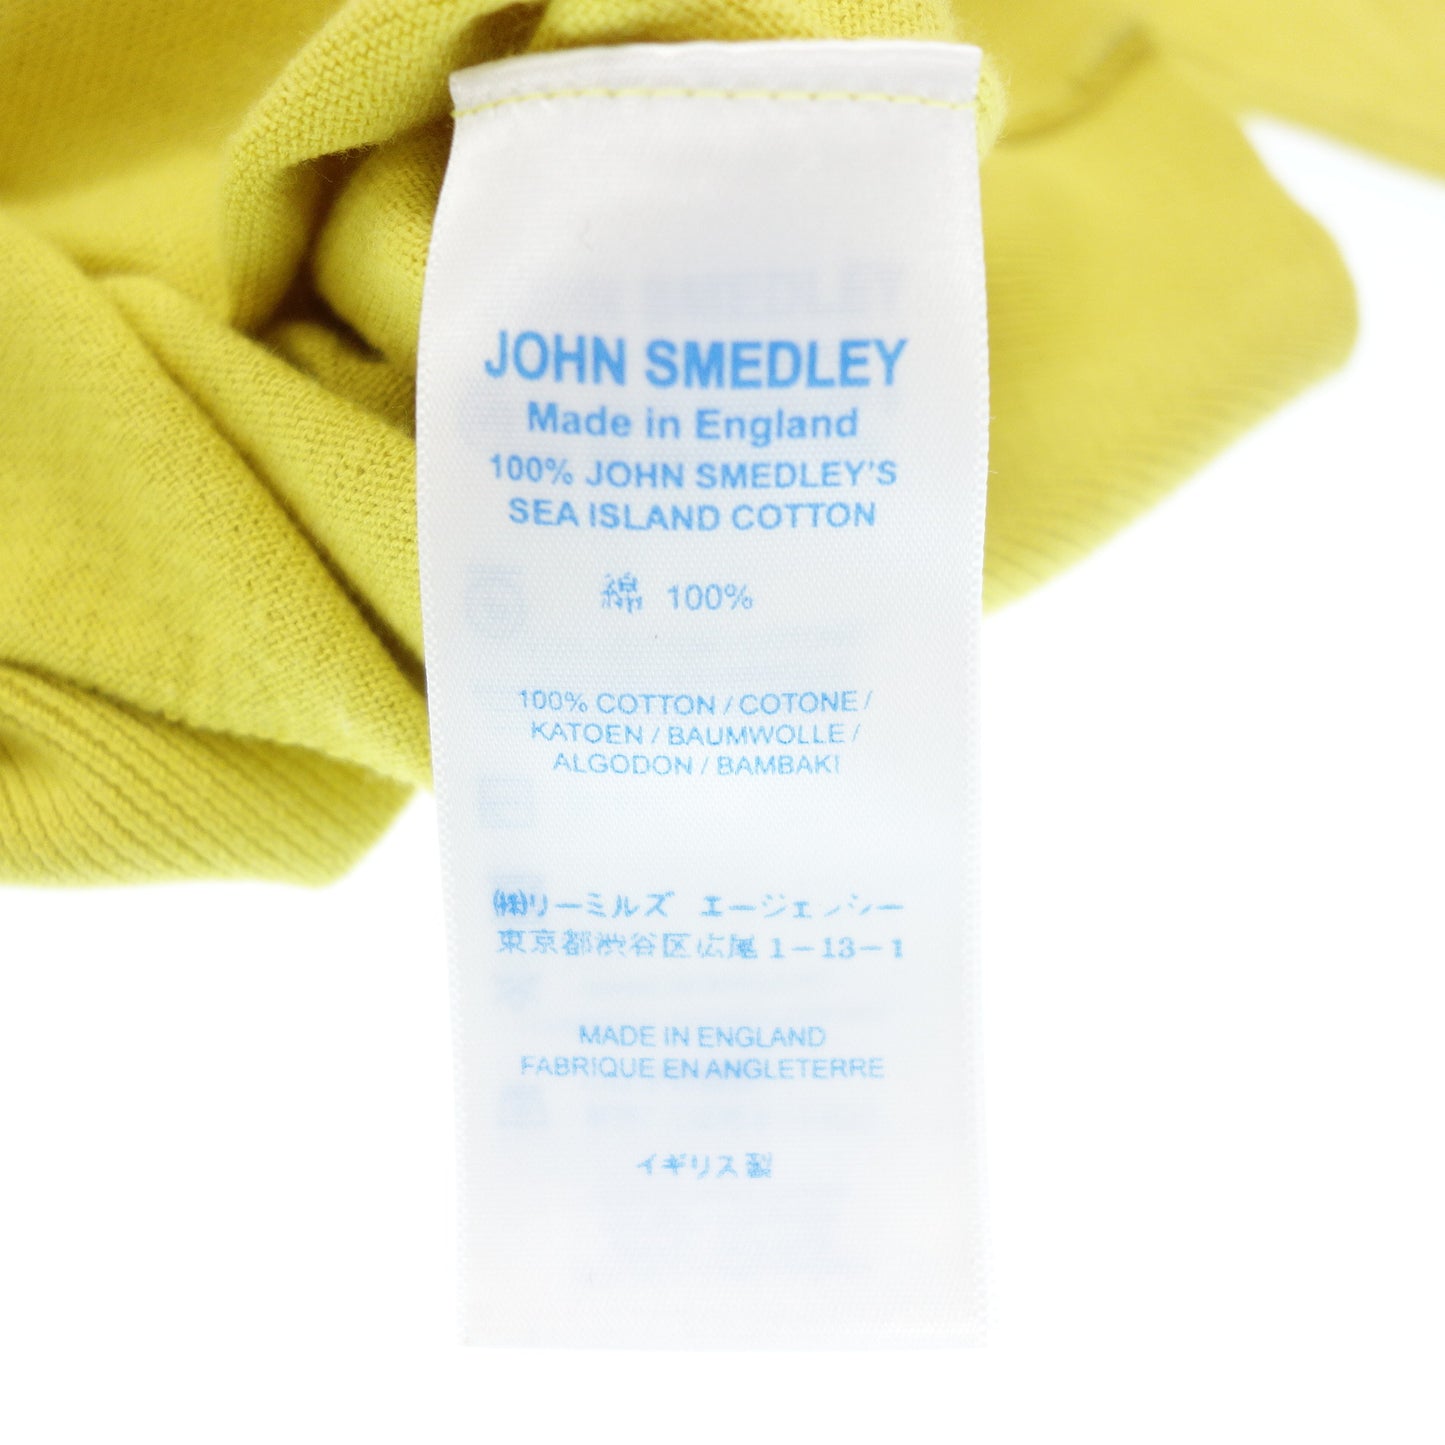 JOHN SMEDLEY
Made in England
100% JOHN SMEDLEY'S
SEA ISLAND COTTON
綿 100%
100% COTTON / COTONE /
KATOEN / BAUMWOLLE /
ALGODON / BAMBAKI
㈱リーミルズ エージェンシー
東京都渋谷区広尾1-13-1
MADE IN ENGLAND
FABRIQUE EN ANGLETERRE
イギリス製